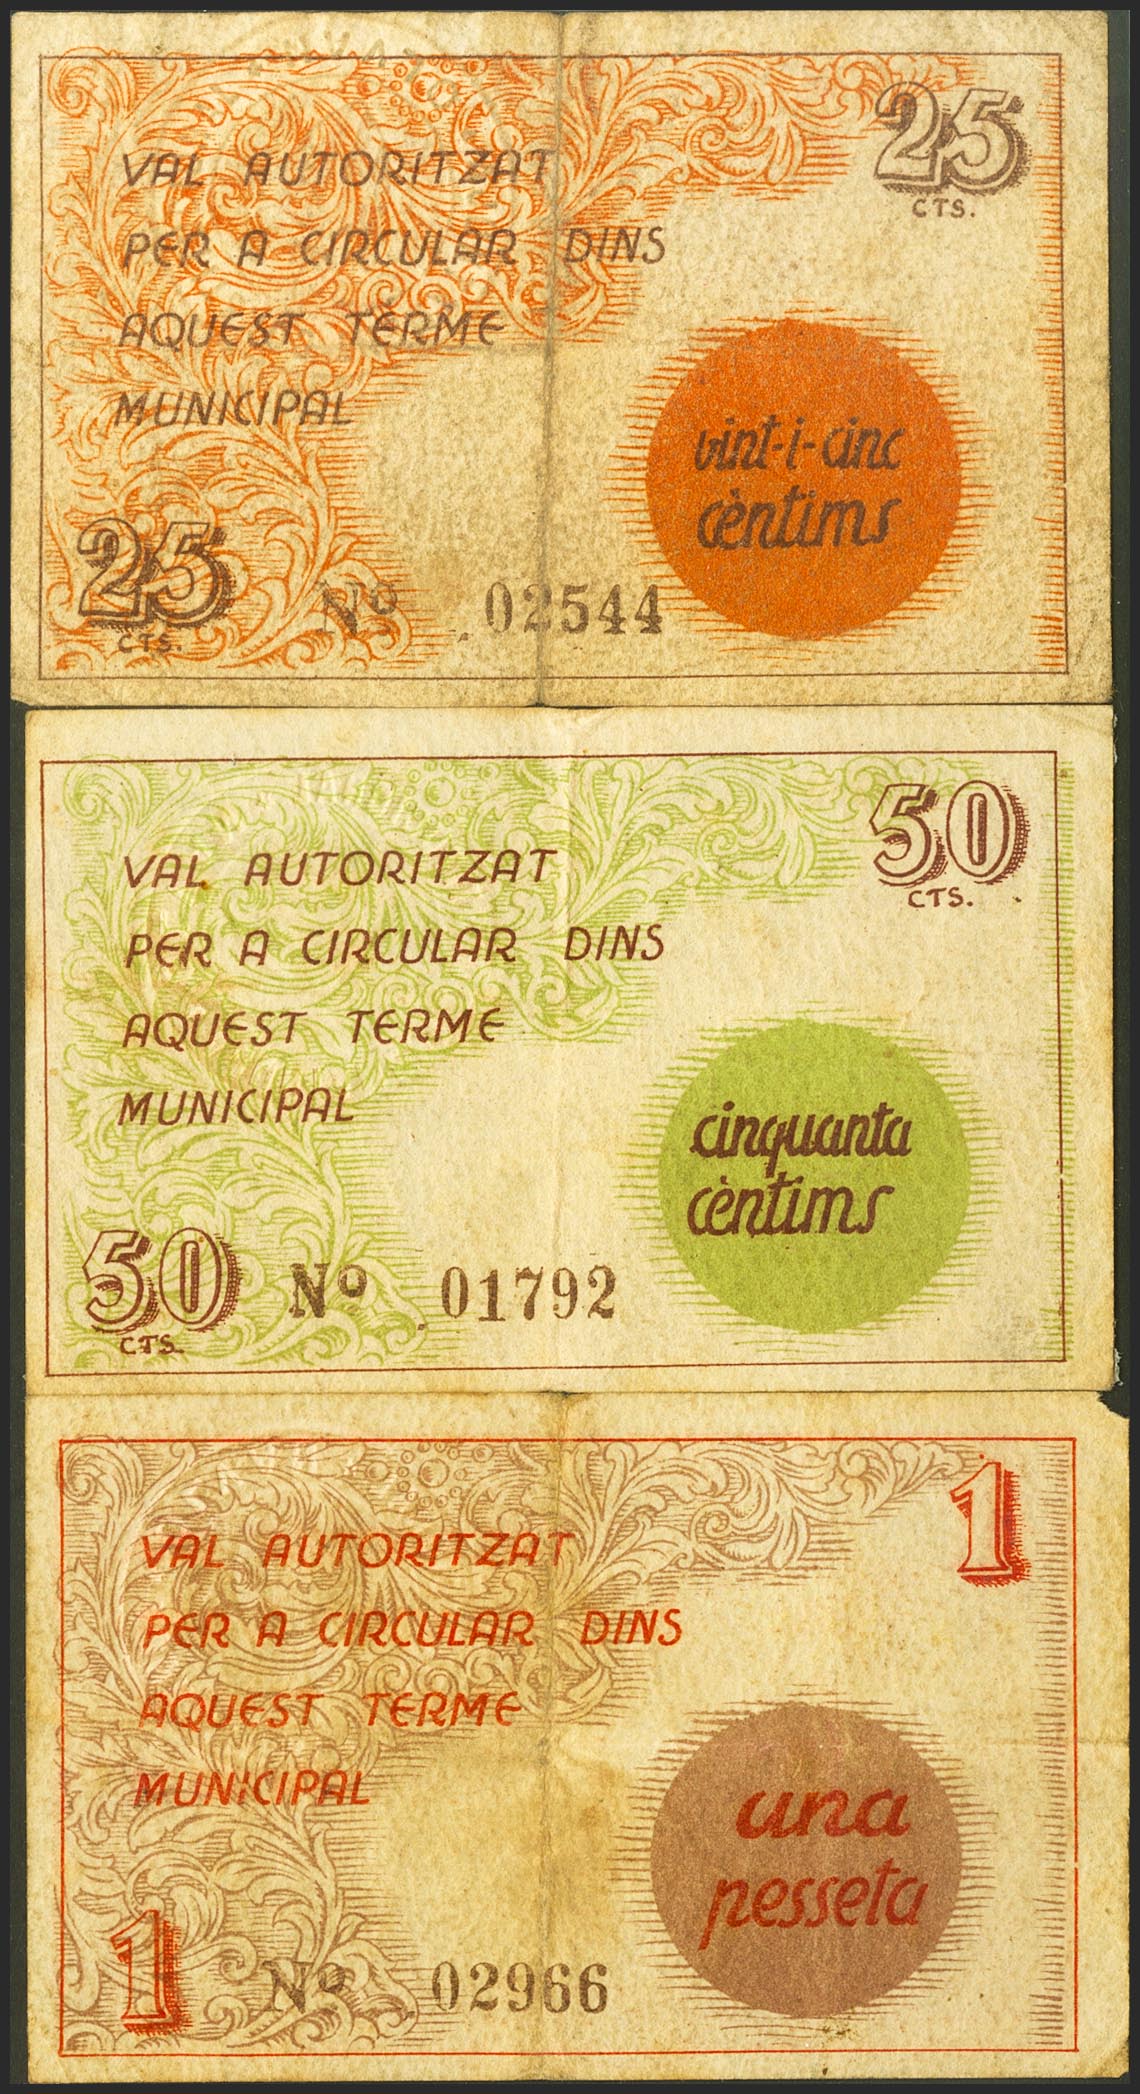 25
CTS.
VAL AUTORITZAT
PER A CIRCULAR DINS
AQUEST TERME
MUNICIPAL
vint-i-cinc
cèntims
25
CTS.
Nº 02544
50
CTS.
VAL AUTORITZAT
PER A CIRCULAR DINS
AQUEST TERME
MUNICIPAL
cinquanta
cèntims
50
CTS.
Nº 01792
1
VAL AUTORITZAT
PER A CIRCULAR DINS
AQUEST TERME
MUNICIPAL
una
pesseta
1
Nº 02966